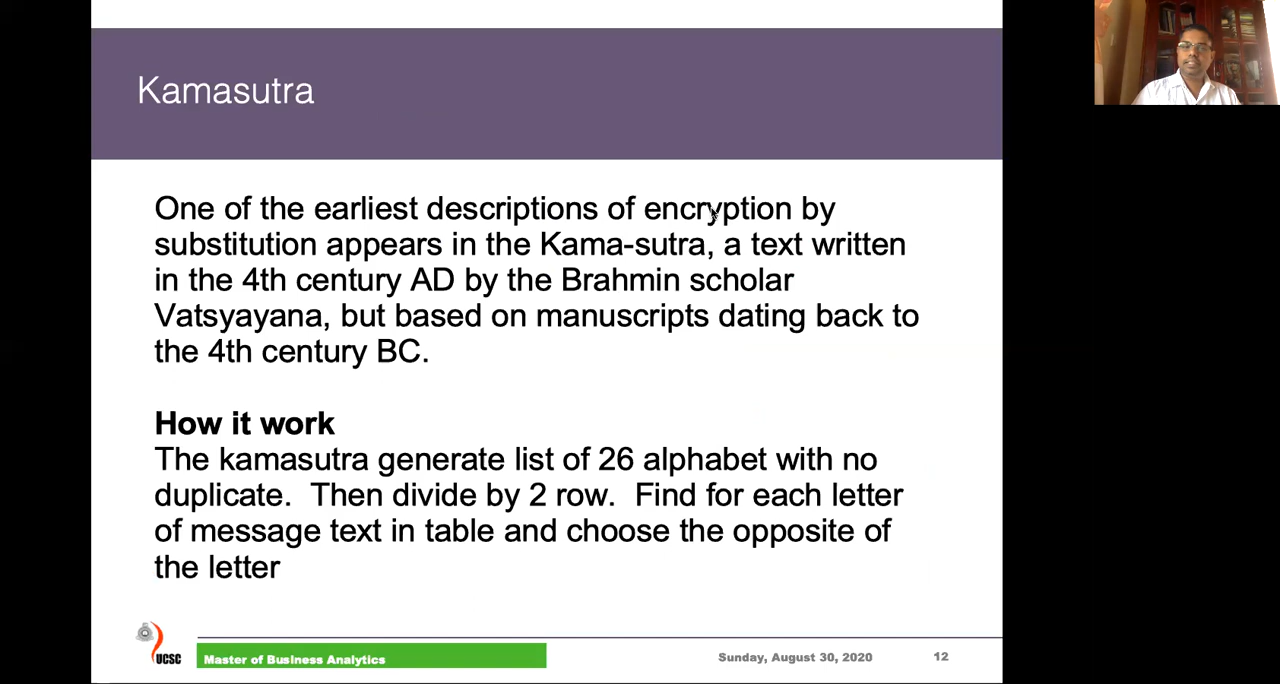 Kamasutra
One of the earliest descriptions of encryption by
substitution appears in the Kama-sutra, a text written
in the 4th century AD by the Brahmin scholar
Vatsyayana, but based on manuscripts dating back to
the 4th century BC.
How it work
The kamasutra generate list of 26 alphabet with no
duplicate.  Then divide by 2 row.  Find for each letter
of message text in table and choose the opposite of
the letter
UCSC
Master of Business Analytics
Sunday, August 30, 2020
12